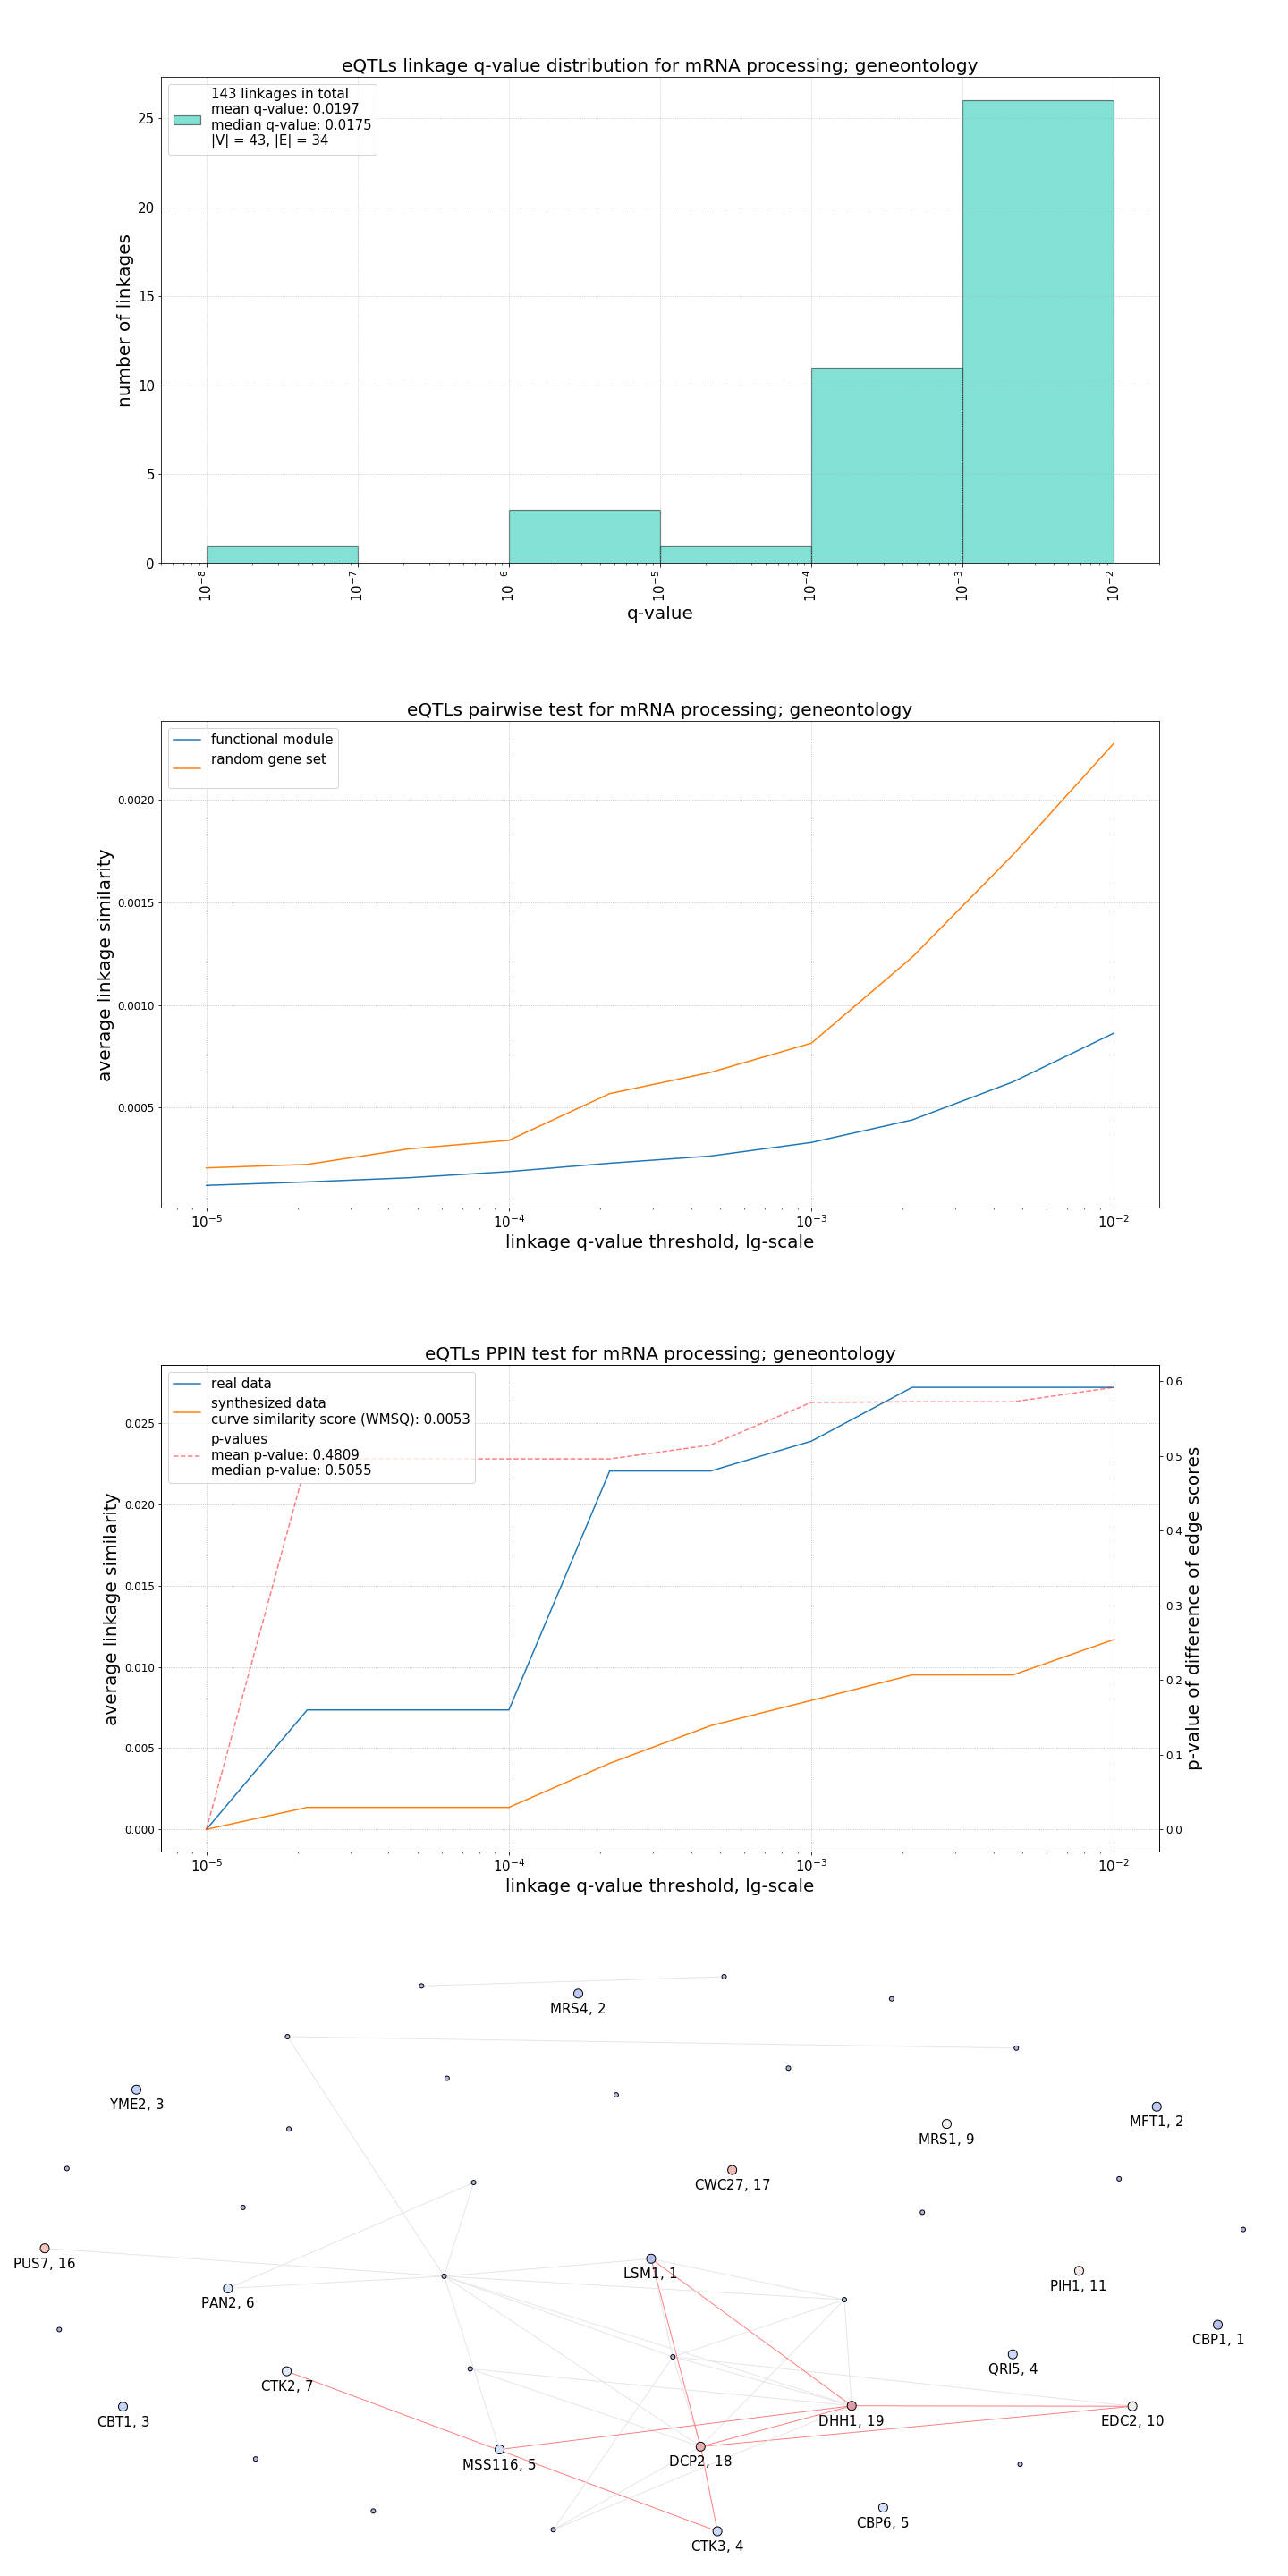 eQTLs linkage q-value distribution for mRNA processing; geneontology
143 linkages in total
mean q-value: 0.0197
median q-value: 0.0175
|V| = 43, |E| = 34
number of linkages
25
20
15
10
5
0
10⁻⁸ 10⁻⁷ 10⁻⁶ 10⁻⁵ 10⁻⁴ 10⁻³ 10⁻²
q-value
eQTLs pairwise test for mRNA processing; geneontology
functional module
random gene set
average linkage similarity
0.0020
0.0015
0.0010
0.0005
10⁻⁵ 10⁻⁴ 10⁻³ 10⁻²
linkage q-value threshold, lg-scale
eQTLs PPIN test for mRNA processing; geneontology
real data
synthesized data
curve similarity score (WMSQ): 0.0053
p-values
mean p-value: 0.4809
median p-value: 0.5055
average linkage similarity
0.025
0.020
0.015
0.010
0.005
0.000
0.6
0.5
0.4
0.3
0.2
0.1
0.0
p-value of difference of edge scores
10⁻⁵ 10⁻⁴ 10⁻³ 10⁻²
linkage q-value threshold, lg-scale
MRS4, 2
YME2, 3
MFT1, 2
MRS1, 9
CWC27, 17
PUS7, 16
LSM1, 1
PIH1, 11
PAN2, 6
CBP1, 1
QRI5, 4
CTK2, 7
CBT1, 3
DHH1, 19
EDC2, 10
DCP2, 18
MSS116, 5
CBP6, 5
CTK3, 4